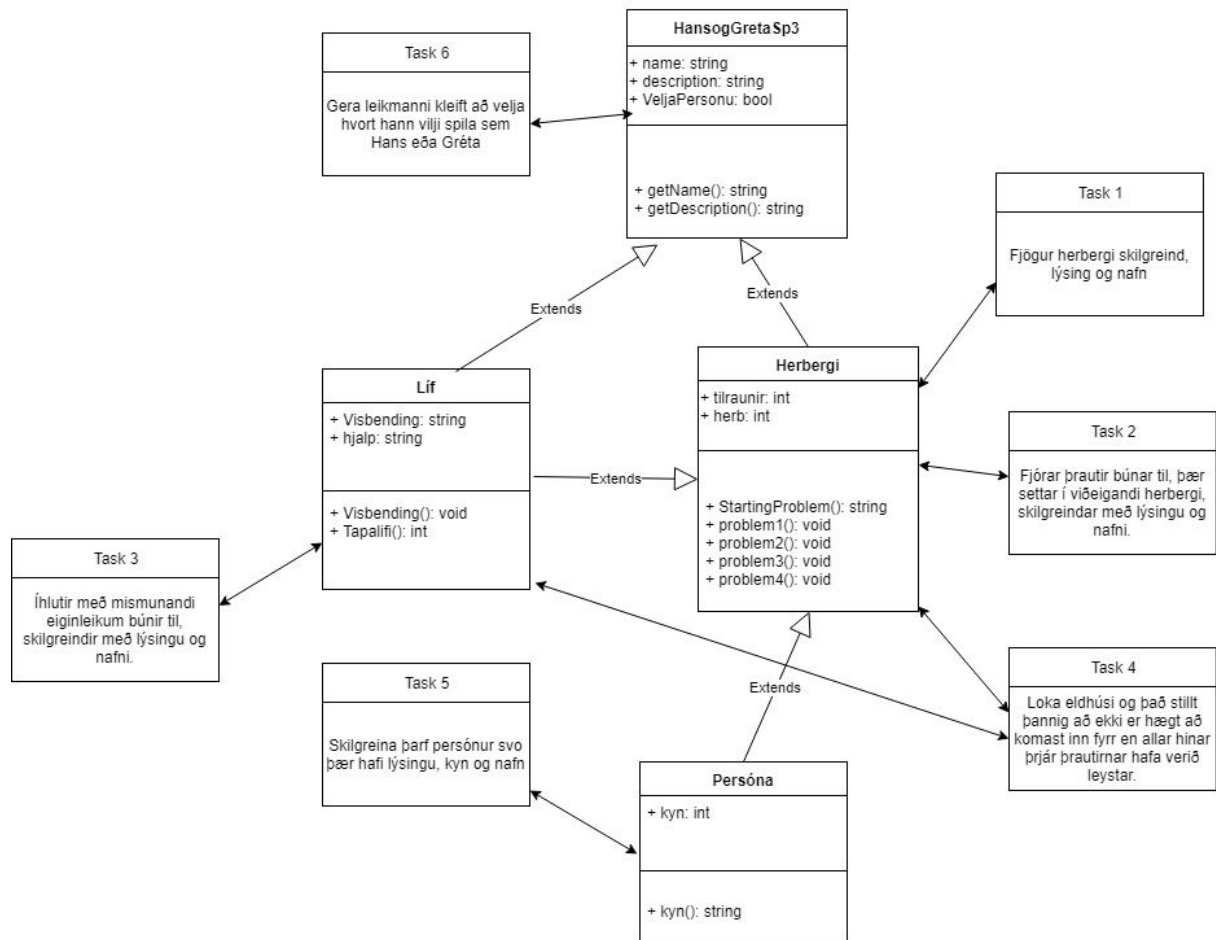 HansogGretaSp3
+ name: string
+ description: string
+ VeljaPersonu: bool
+ getName(): string
+ getDescription(): string
Task 6
Gera leikmanni kleift að velja
hvort hann vilji spila sem
Hans eða Gréta
Task 1
Fjögur herbergi skilgreind,
lýsing og nafn
Extends
Extends
Herbergi
+ tilraunir: int
+ herb: int
+ StartingProblem(): string
+ problem1(): void
+ problem2(): void
+ problem3(): void
+ problem4(): void
Líf
+ Visbending: string
+ hjalp: string
+ Visbending(): void
+ Tapalifi(): int
Extends
Task 2
Fjórar þrautir búnar til, þær
settar í viðeigandi herbergi,
skilgreindar með lýsingu og
nafni.
Task 3
Íhlutir með mismunandi
eiginleikum búnir til,
skilgreindir með lýsingu og
nafni.
Task 5
Skilgreina þarf persónur svo
þær hafi lýsingu, kyn og nafn
Extends
Task 4
Loka eldhúsi og það stillt
þannig að ekki er hægt að
komast inn fyrr en allar hinar
þrjár þrautirnar hafa verið
leystar.
Persóna
+ kyn: int
+ kyn(): string